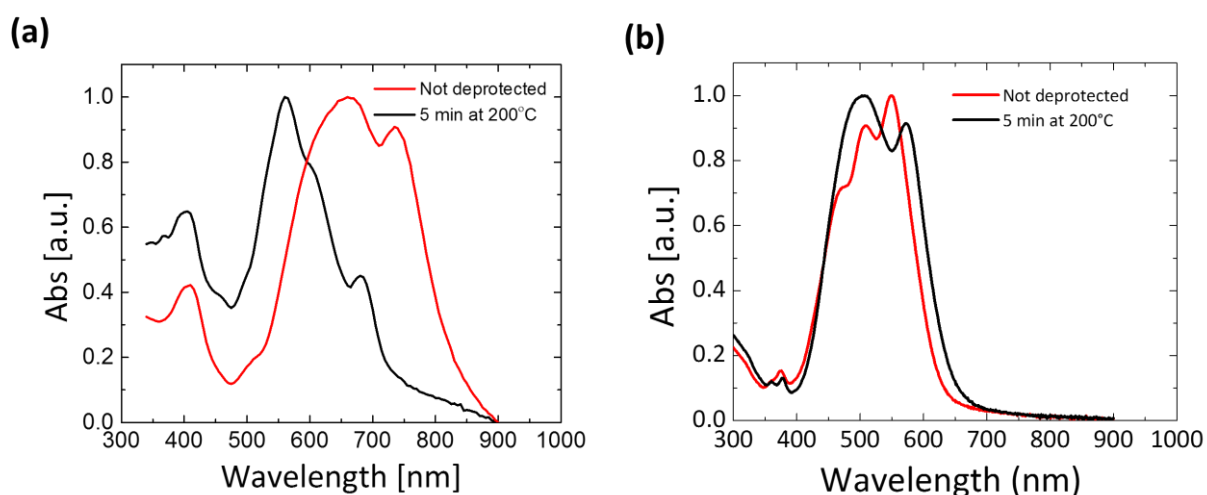 (a)
Not deprotected
5 min at 200°C
Abs [a.u.]
1.0
0.8
0.6
0.4
0.2
0.0
300 400 500 600 700 800 900 1000
Wavelength [nm]
(b)
Not deprotected
5 min at 200°C
Abs [a.u.]
1.0
0.8
0.6
0.4
0.2
0.0
300 400 500 600 700 800 900 1000
Wavelength (nm)